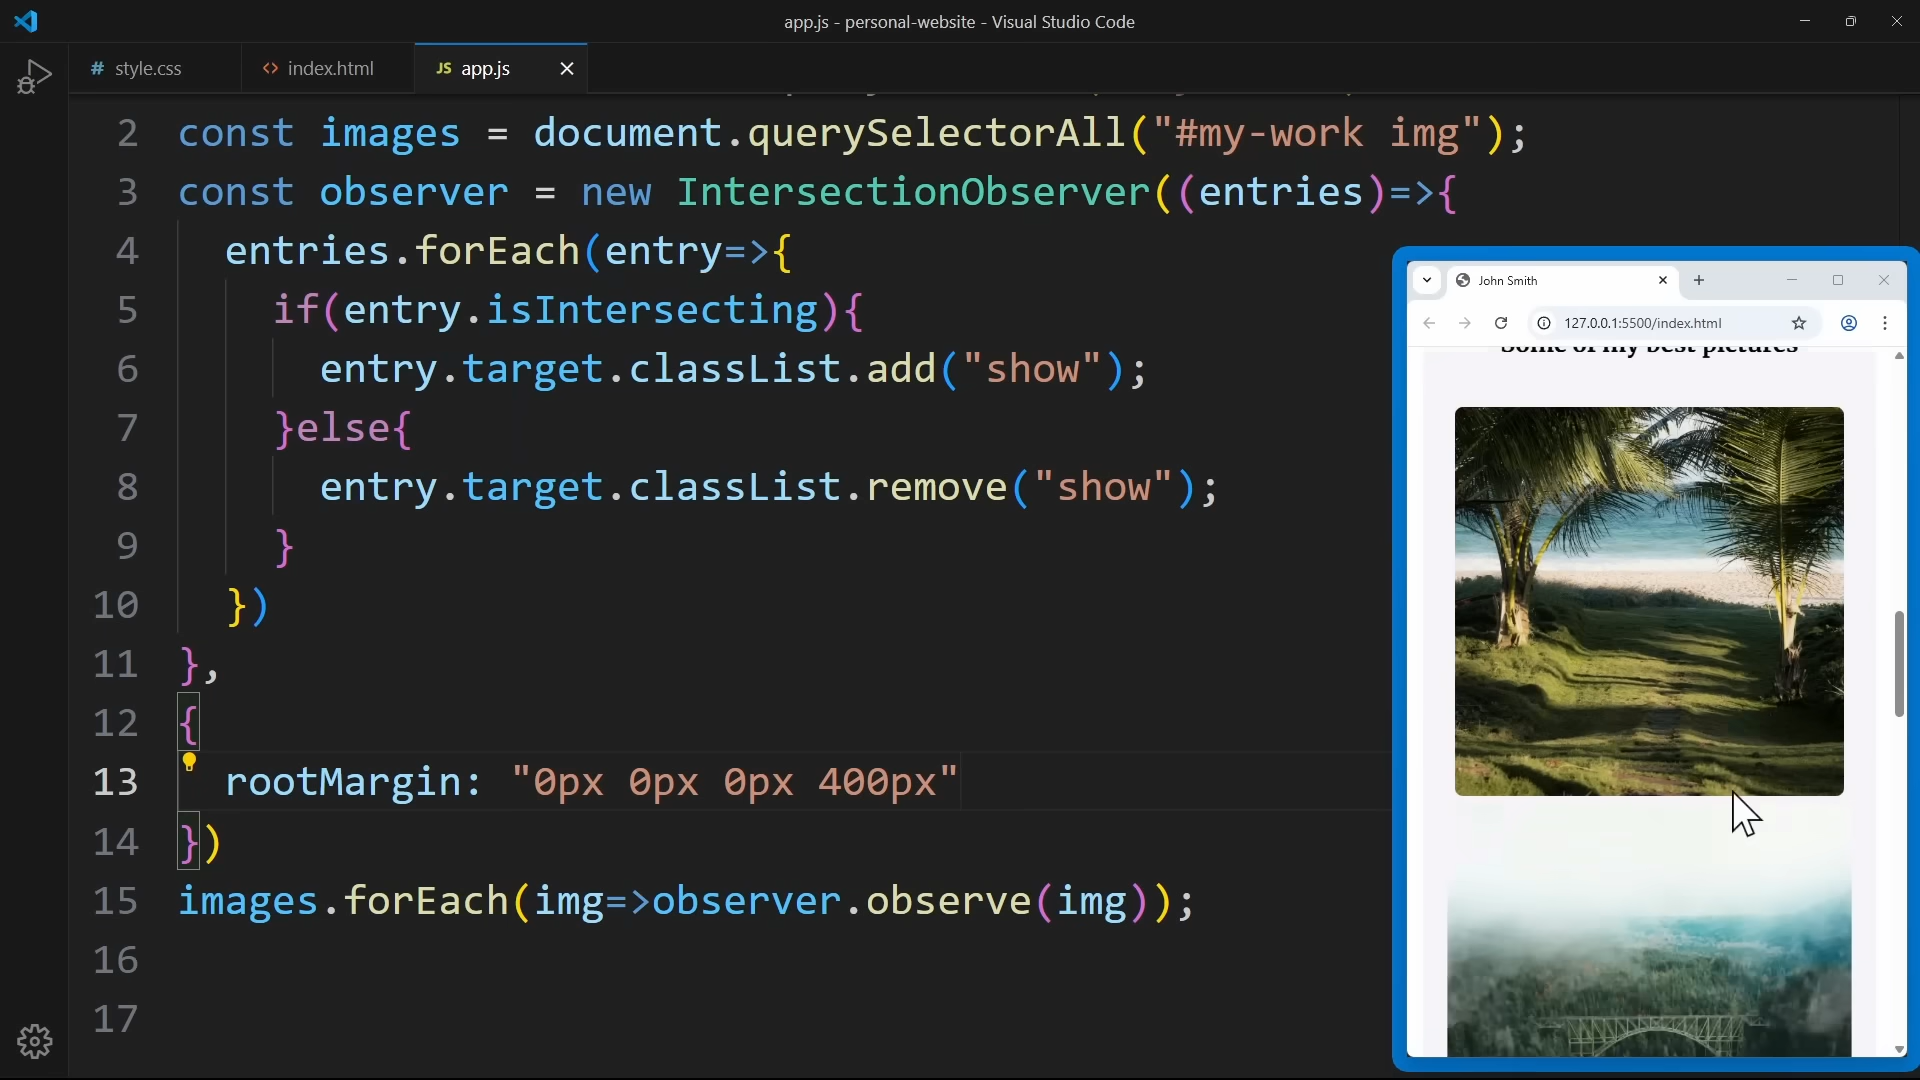 app.js - personal-website - Visual Studio Code
# style.css
<> index.html
JS app.js
2 const images = document.querySelectorAll("#my-work img");
3 const observer = new IntersectionObserver((entries)=>{
4 entries.forEach(entry=>{
5 if(entry.isIntersecting){
6 entry.target.classList.add("show");
7 }else{
8 entry.target.classList.remove("show");
9 }
10 })
11 },
12 {
13 rootMargin: "0px 0px 0px 400px"
14 })
15 images.forEach(img=>observer.observe(img));
16
17
John Smith
127.0.0.1:5500/index.html
Some of my best pictures